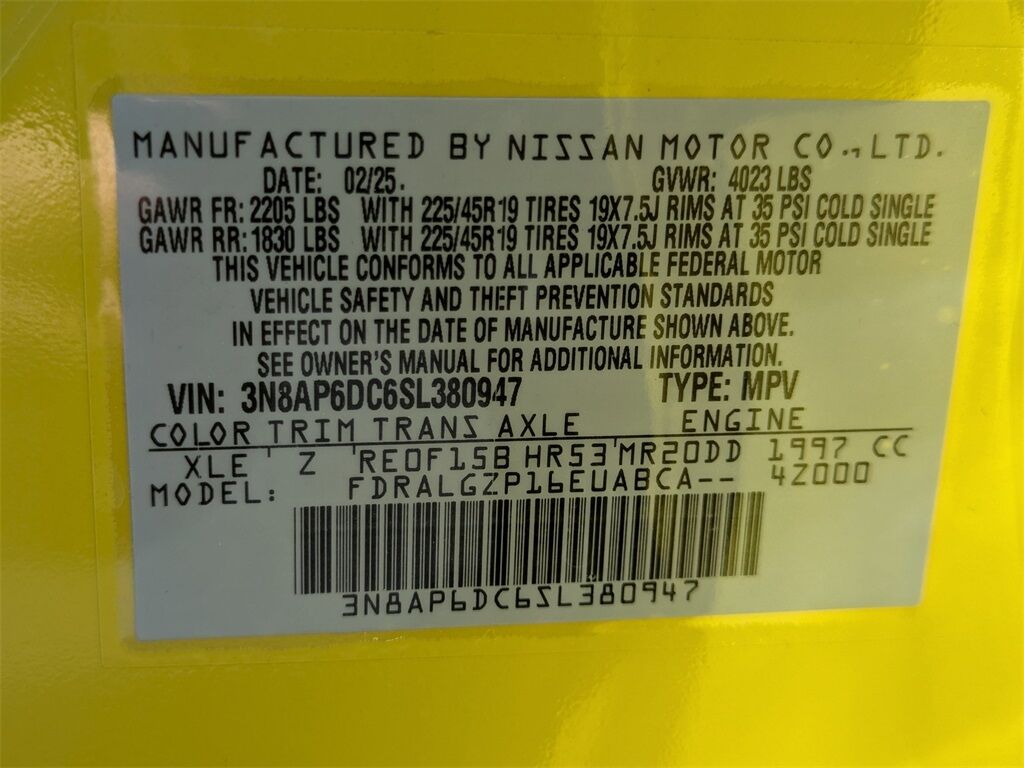 MANUFACTURED BY NISSAN MOTOR CO., LTD.
DATE: 02/25. GVWR: 4023 LBS
GAWR FR: 2205 LBS WITH 225/45R19 TIRES 19X7.5J RIMS AT 35 PSI COLD SINGLE
GAWR RR: 1830 LBS WITH 225/45R19 TIRES 19X7.5J RIMS AT 35 PSI COLD SINGLE
THIS VEHICLE CONFORMS TO ALL APPLICABLE FEDERAL MOTOR
VEHICLE SAFETY AND THEFT PREVENTION STANDARDS
IN EFFECT ON THE DATE OF MANUFACTURE SHOWN ABOVE.
SEE OWNER'S MANUAL FOR ADDITIONAL INFORMATION.
VIN: 3N8AP6DC6SL380947 TYPE: MPV
COLOR TRIM TRANS AXLE ENGINE
XLE ' Z 'RE0F15B HR53'MR20DD 1997 CC
MODEL: FDRALGZP16EUABCA-- 4Z000
3N8AP6DC6SL380947